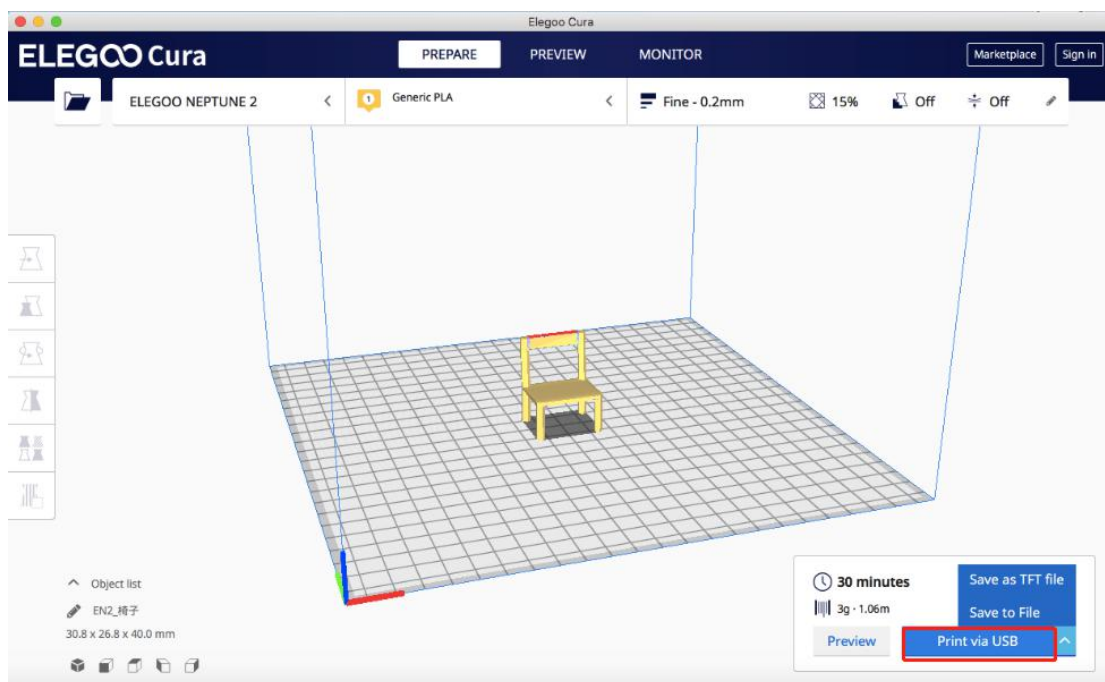 Elegoo Cura
ELEGOO Cura
PREPARE
PREVIEW
MONITOR
Marketplace
Sign in
ELEGOO NEPTUNE 2
1
Generic PLA
Fine - 0.2mm
15%
Off
Off
Object list
EN2_椅子
30.8 x 26.8 x 40.0 mm
30 minutes
3g · 1.06m
Save as TFT file
Save to File
Preview
Print via USB